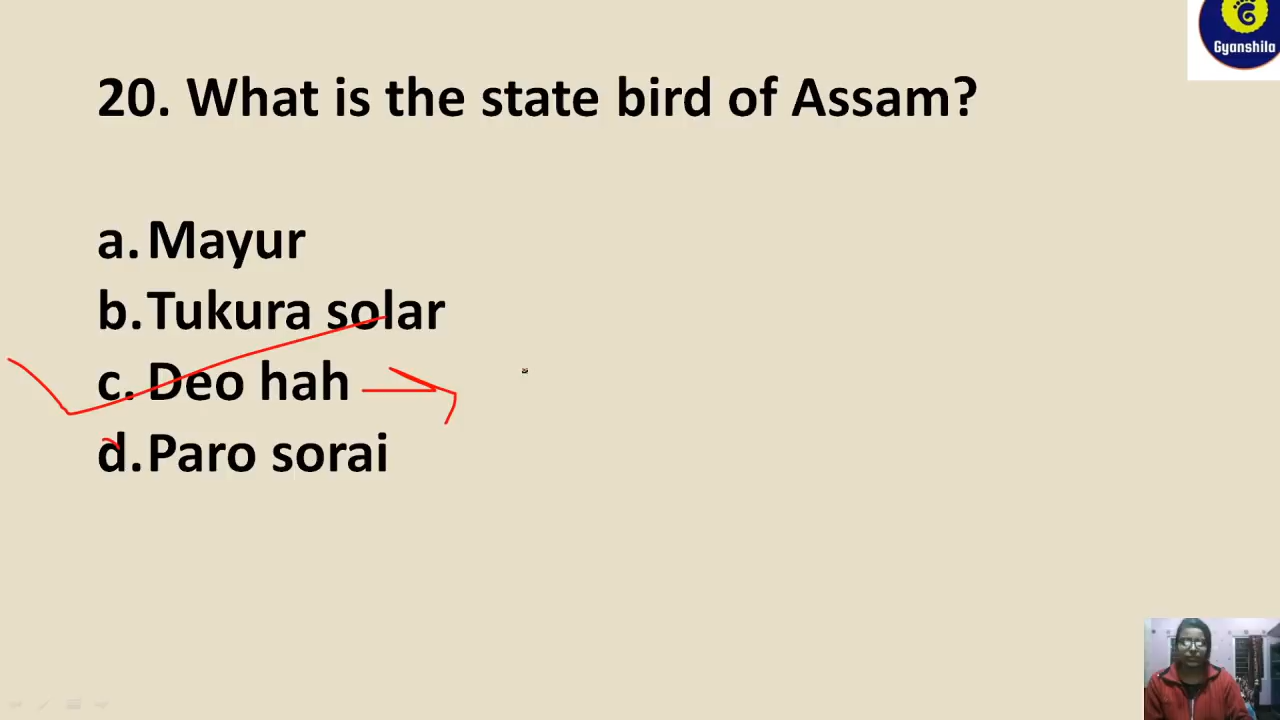 Gyanshila
20. What is the state bird of Assam?
a. Mayur
b. Tukura solar
c. Deo hah
d. Paro sorai